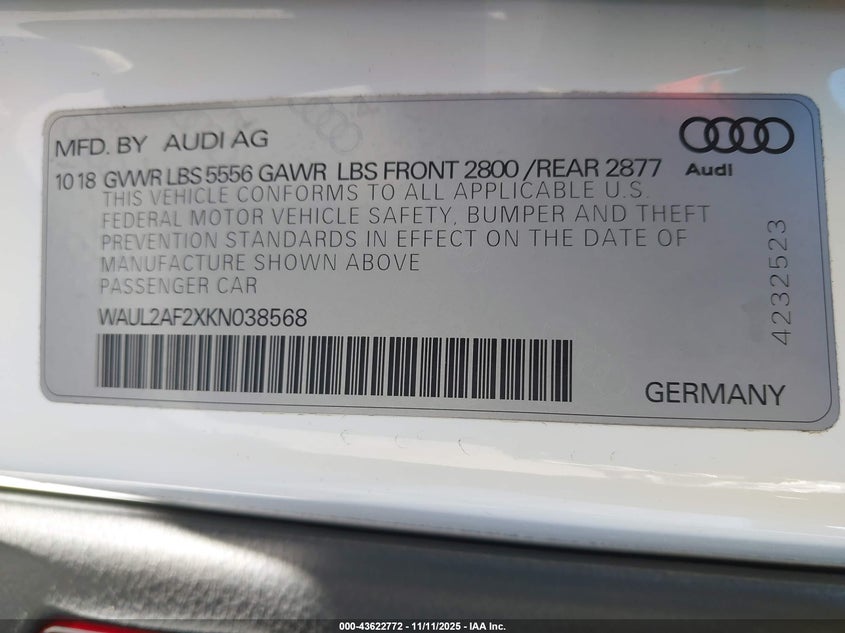 MFD. BY AUDI AG
Audi
10 18 GVWR LBS 5556 GAWR LBS FRONT 2800 /REAR 2877
THIS VEHICLE CONFORMS TO ALL APPLICABLE U.S.
FEDERAL MOTOR VEHICLE SAFETY, BUMPER AND THEFT
PREVENTION STANDARDS IN EFFECT ON THE DATE OF
MANUFACTURE SHOWN ABOVE
PASSENGER CAR
WAUL2AF2XKN038568
4232523
GERMANY
000-43622772 - 11/11/2025 - IAA Inc.